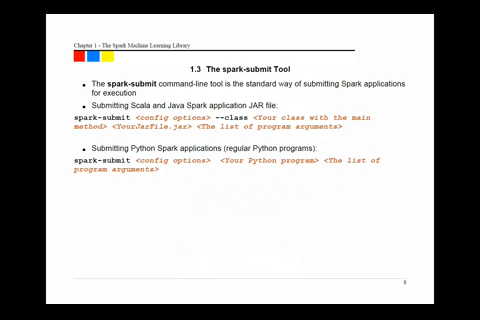 Chapter 1 - The Spark Machine Learning Library
1.3 The spark-submit Tool
• The spark-submit command-line tool is the standard way of submitting Spark applications
for execution
• Submitting Scala and Java Spark application JAR file:
spark-submit <config options> --class <Your class with the main
method> <YourJarFile.jar> <The list of program arguments>
• Submitting Python Spark applications (regular Python programs):
spark-submit <config options> <Your Python program> <The list of
program arguments>
8